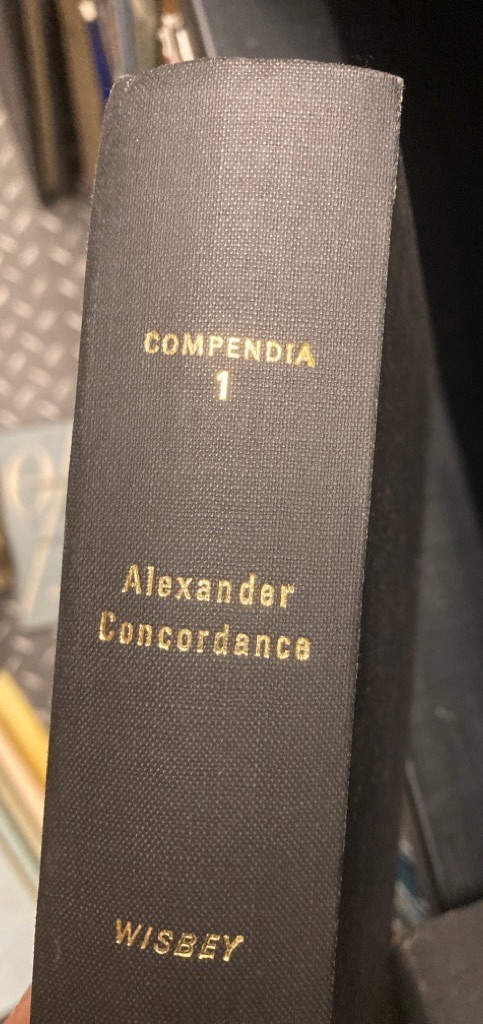 COMPENDIA
1
Alexander
Concordance
WISBEY